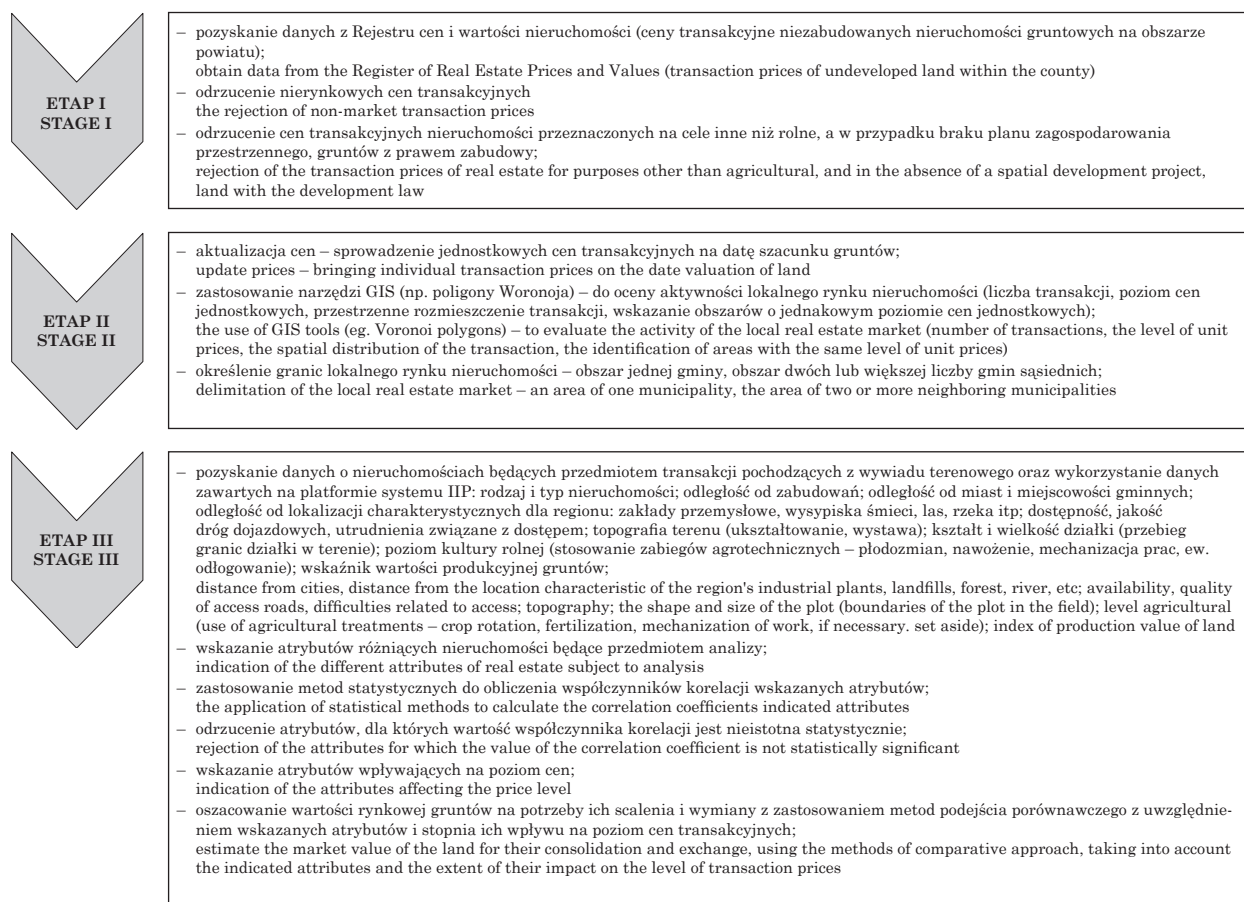 ETAP I
STAGE I
– pozyskanie danych z Rejestru cen i wartości nieruchomości (ceny transakcyjne niezabudowanych nieruchomości gruntowych na obszarze
powiatu);
obtain data from the Register of Real Estate Prices and Values (transaction prices of undeveloped land within the county)
– odrzucenie nierynkowych cen transakcyjnych
the rejection of non-market transaction prices
– odrzucenie cen transakcyjnych nieruchomości przeznaczonych na cele inne niż rolne, a w przypadku braku planu zagospodarowania
przestrzennego, gruntów z prawem zabudowy;
rejection of the transaction prices of real estate for purposes other than agricultural, and in the absence of a spatial development project,
land with the development law
ETAP II
STAGE II
– aktualizacja cen – sprowadzenie jednostkowych cen transakcyjnych na datę szacunku gruntów;
update prices – bringing individual transaction prices on the date valuation of land
– zastosowanie narzędzi GIS (np. poligony Woronoja) – do oceny aktywności lokalnego rynku nieruchomości (liczba transakcji, poziom cen
jednostkowych, przestrzenne rozmieszczenie transakcji, wskazanie obszarów o jednakowym poziomie cen jednostkowych);
the use of GIS tools (eg. Voronoi polygons) – to evaluate the activity of the local real estate market (number of transactions, the level of unit
prices, the spatial distribution of the transaction, the identification of areas with the same level of unit prices)
– określenie granic lokalnego rynku nieruchomości – obszar jednej gminy, obszar dwóch lub większej liczby gmin sąsiednich;
delimitation of the local real estate market – an area of one municipality, the area of two or more neighboring municipalities
ETAP III
STAGE III
– pozyskanie danych o nieruchomościach będących przedmiotem transakcji pochodzących z wywiadu terenowego oraz wykorzystanie danych
zawartych na platformie systemu IIP: rodzaj i typ nieruchomości; odległość od zabudowań; odległość od miast i miejscowości gminnych;
odległość od lokalizacji charakterystycznych dla regionu: zakłady przemysłowe, wysypiska śmieci, las, rzeka itp; dostępność, jakość
dróg dojazdowych, utrudnienia związane z dostępem; topografia terenu (ukształtowanie, wystawa); kształt i wielkość działki (przebieg
granic działki w terenie); poziom kultury rolnej (stosowanie zabiegów agrotechnicznych – płodozmian, nawożenie, mechanizacja prac, ew.
odłogowanie); wskaźnik wartości produkcyjnej gruntów;
distance from cities, distance from the location characteristic of the region's industrial plants, landfills, forest, river, etc; availability, quality
of access roads, difficulties related to access; topography; the shape and size of the plot (boundaries of the plot in the field); level agricultural
(use of agricultural treatments – crop rotation, fertilization, mechanization of work, if necessary. set aside); index of production value of land
– wskazanie atrybutów różniących nieruchomości będące przedmiotem analizy;
indication of the different attributes of real estate subject to analysis
– zastosowanie metod statystycznych do obliczenia współczynników korelacji wskazanych atrybutów;
the application of statistical methods to calculate the correlation coefficients indicated attributes
– odrzucenie atrybutów, dla których wartość współczynnika korelacji jest nieistotna statystycznie;
rejection of the attributes for which the value of the correlation coefficient is not statistically significant
– wskazanie atrybutów wpływających na poziom cen;
indication of the attributes affecting the price level
– oszacowanie wartości rynkowej gruntów na potrzeby ich scalenia i wymiany z zastosowaniem metod podejścia porównawczego z uwzględnie-
niem wskazanych atrybutów i stopnia ich wpływu na poziom cen transakcyjnych;
estimate the market value of the land for their consolidation and exchange, using the methods of comparative approach, taking into account
the indicated attributes and the extent of their impact on the level of transaction prices